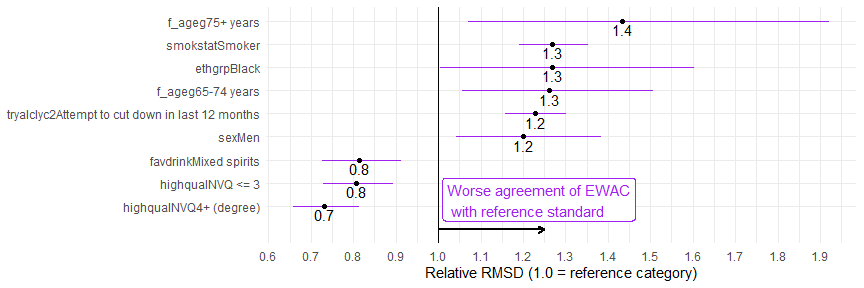 f_ageg75+ years
1.4
smokstatSmoker
1.3
ethgrpBlack
1.3
f_ageg65-74 years
1.3
tryalclyc2Attempt to cut down in last 12 months
1.2
sexMen
1.2
favdrinkMixed spirits
0.8
highqualNVQ <= 3
0.8
highqualNVQ4+ (degree)
0.7
Worse agreement of EWAC
with reference standard
0.6 0.7 0.8 0.9 1.0 1.1 1.2 1.3 1.4 1.5 1.6 1.7 1.8 1.9
Relative RMSD (1.0 = reference category)